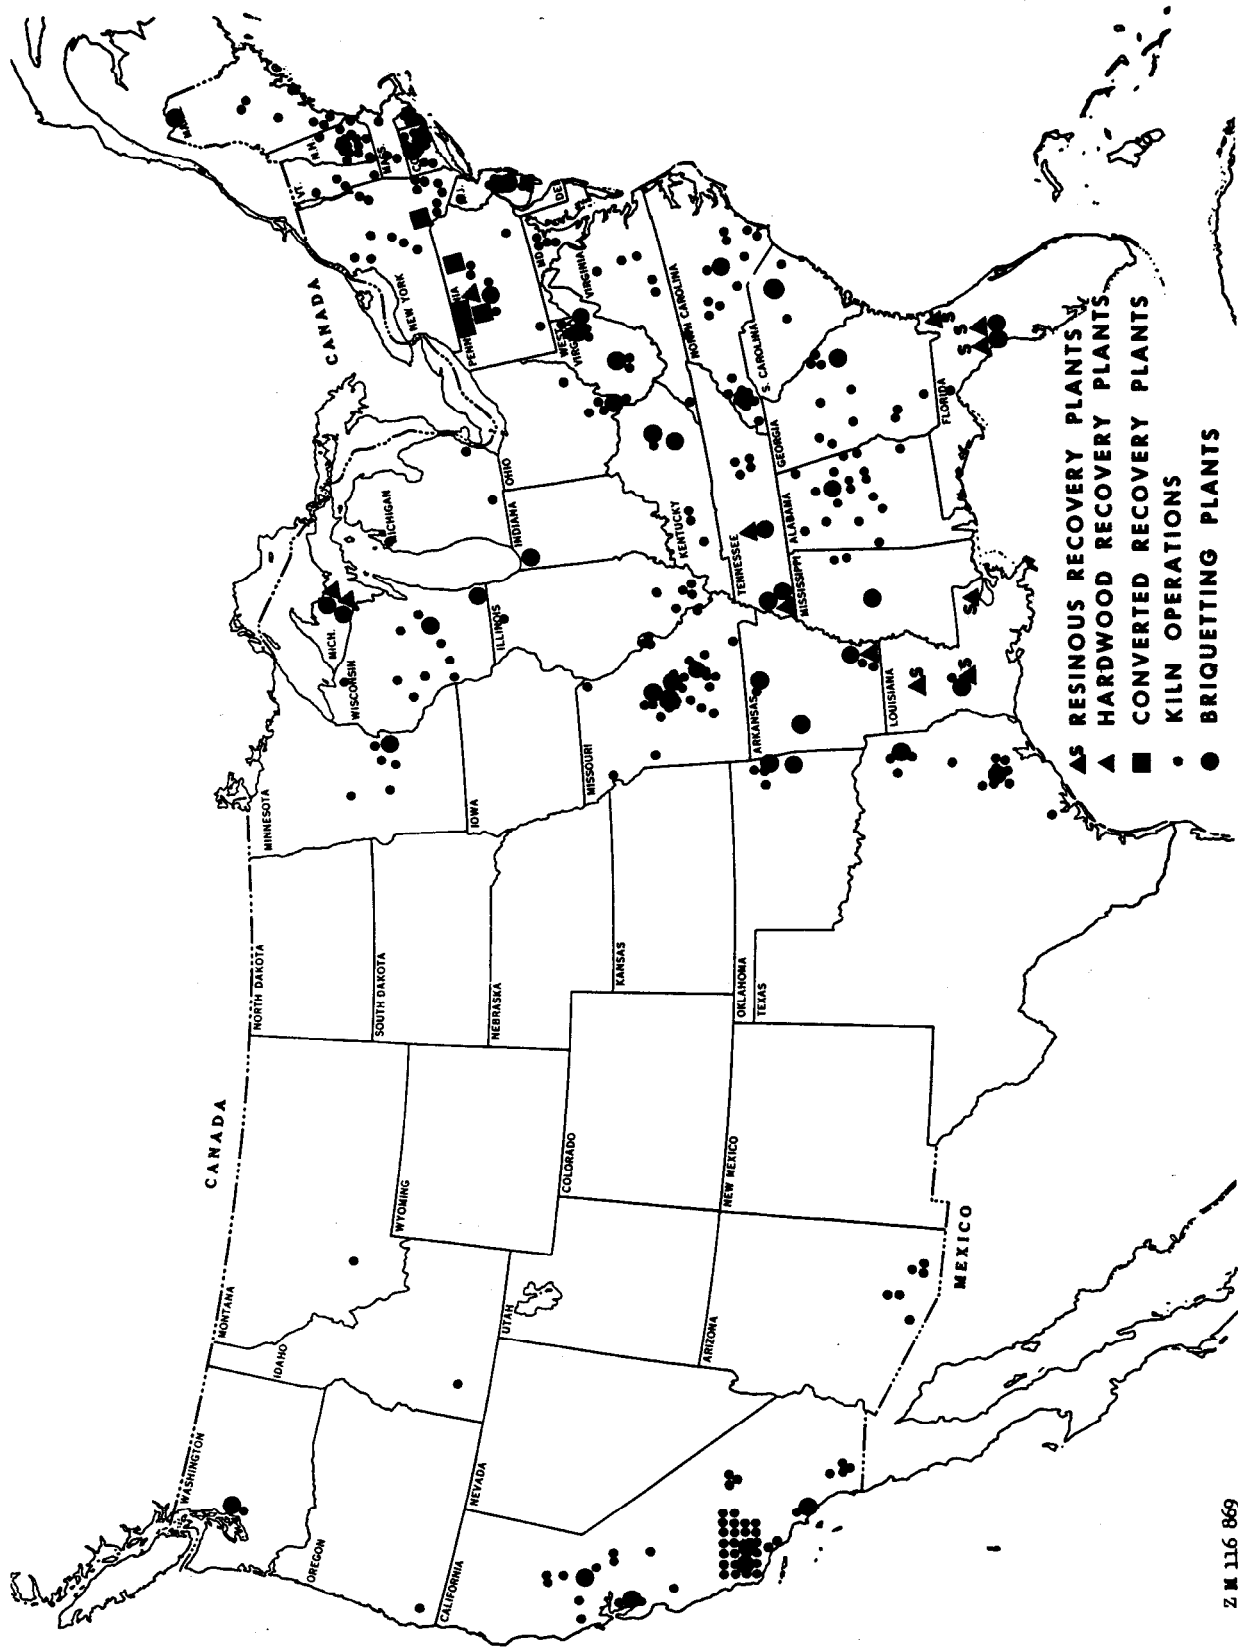 CANADA
CANADA
MEXICO
WASHINGTON
OREGON
CALIFORNIA
NEVADA
IDAHO
MONTANA
UTAH
ARIZONA
WYOMING
COLORADO
NEW MEXICO
NORTH DAKOTA
SOUTH DAKOTA
NEBRASKA
KANSAS
OKLAHOMA
TEXAS
MINNESOTA
IOWA
MISSOURI
ARKANSAS
LOUISIANA
WISCONSIN
MICH.
ILLINOIS
MICHIGAN
INDIANA
OHIO
KENTUCKY
TENNESSEE
MISSISSIPPI
ALABAMA
GEORGIA
FLORIDA
S. CAROLINA
NORTH CAROLINA
VIRGINIA
WEST
VIRGINIA
MD.
DE
NEW YORK
VT.
N.H.
MASS.
S
S
S
S
S
S
S RESINOUS RECOVERY PLANTS
HARDWOOD RECOVERY PLANTS
CONVERTED RECOVERY PLANTS
KILN OPERATIONS
BRIQUETTING PLANTS
Z M 116 869